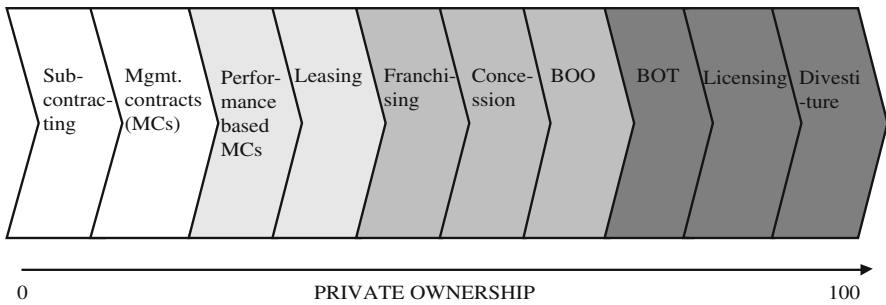 Sub-
contrac-
ting
Mgmt.
contracts
(MCs)
Perfor-
mance
based
MCs
Leasing
Franchi-
sing
Conce-
ssion
BOO
BOT
Licensing
Divesti
-ture
0
PRIVATE OWNERSHIP
100